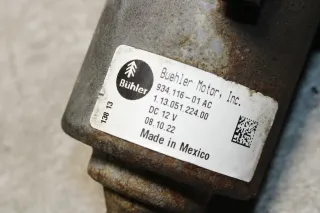 Bühler
Buehler Motor, Inc.
934.116-01 AC
1.13.051.224.00
DC 12 V
08.10.22
Made in Mexico
138 13